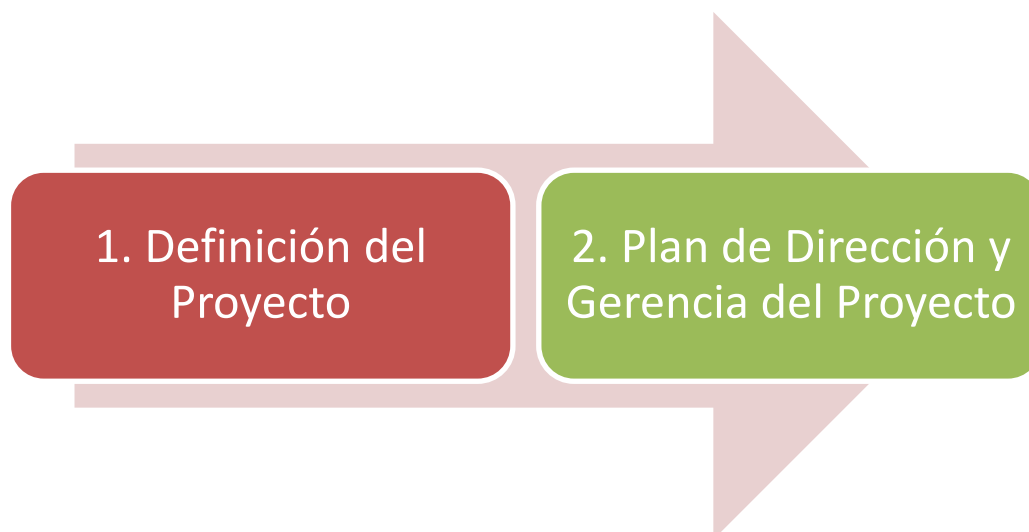 1. Definición del
Proyecto
2. Plan de Dirección y
Gerencia del Proyecto